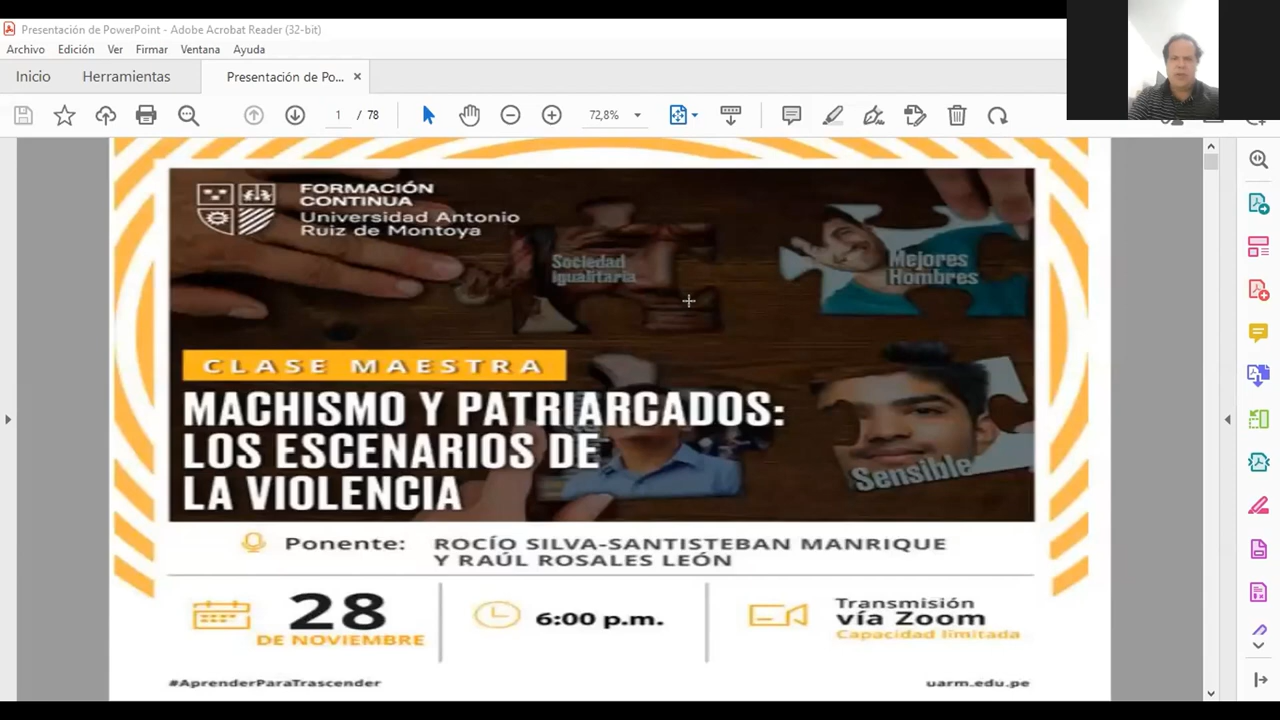 Presentación de PowerPoint - Adobe Acrobat Reader (32-bit)
Archivo Edición Ver Firmar Ventana Ayuda
Inicio Herramientas Presentación de Po... ×
1 / 78 72,8%
FORMACIÓN
CONTINUA
Universidad Antonio
Ruiz de Montoya
Sociedad
Igualitaria
Mejores
Hombres
CLASE MAESTRA
MACHISMO Y PATRIARCADOS:
LOS ESCENARIOS DE
LA VIOLENCIA
Sensible
Ponente: ROCÍO SILVA-SANTISTEBAN MANRIQUE
Y RAÚL ROSALES LEÓN
28
DE NOVIEMBRE
6:00 p.m.
Transmisión
vía Zoom
Capacidad limitada
#AprenderParaTrascender
uarm.edu.pe